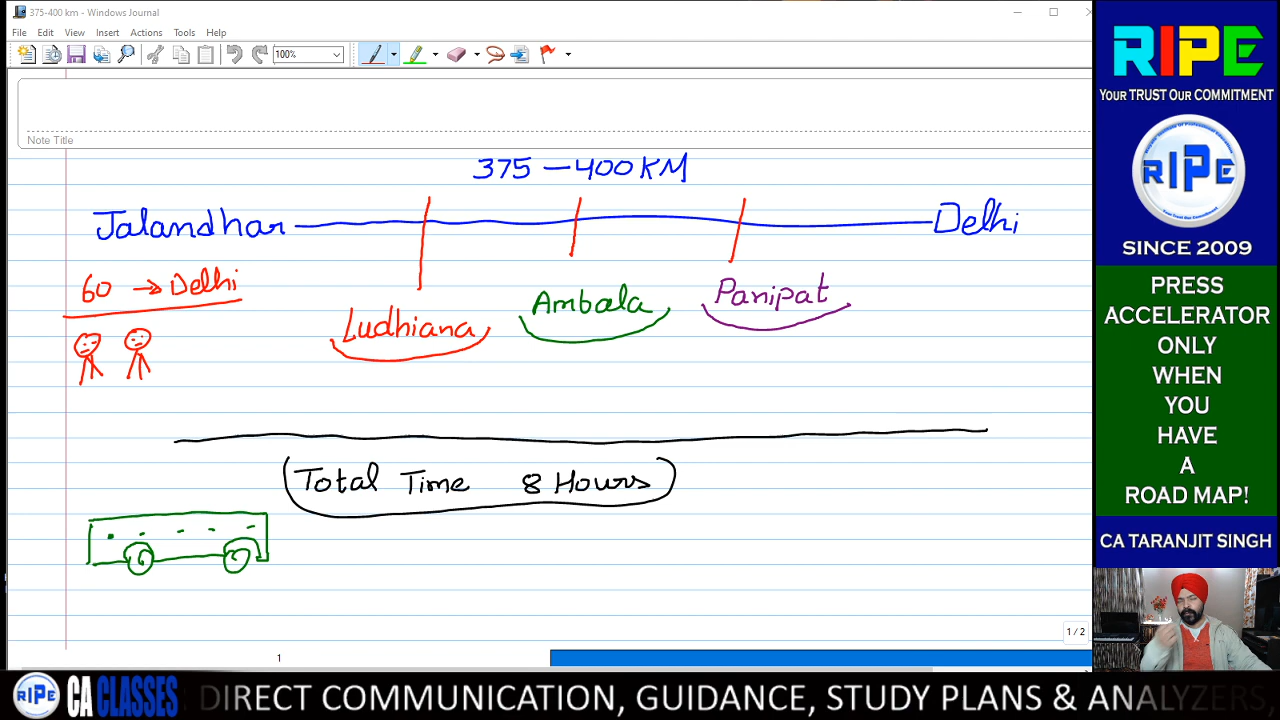 375-400 km - Windows Journal
File Edit View Insert Actions Tools Help
100%
Note Title
375 — 400 KM
Jalandhar Delhi
60 → Delhi
Ludhiana Ambala Panipat
Total Time 8 Hours
1 / 2
1
RIPE
YOUR TRUST OUR COMMITMENT
RIPE
SINCE 2009
PRESS
ACCELERATOR
ONLY
WHEN
YOU
HAVE
A
ROAD MAP!
CA TARANJIT SINGH
RIPE CA CLASSES DIRECT COMMUNICATION, GUIDANCE, STUDY PLANS & ANALYZERS,